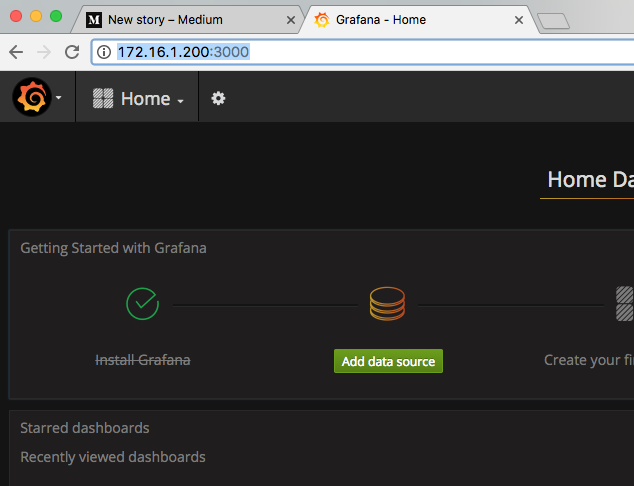 New story – Medium
Grafana - Home
172.16.1.200:3000
Home
Home Da
Getting Started with Grafana
Install Grafana
Add data source
Create your fi
Starred dashboards
Recently viewed dashboards